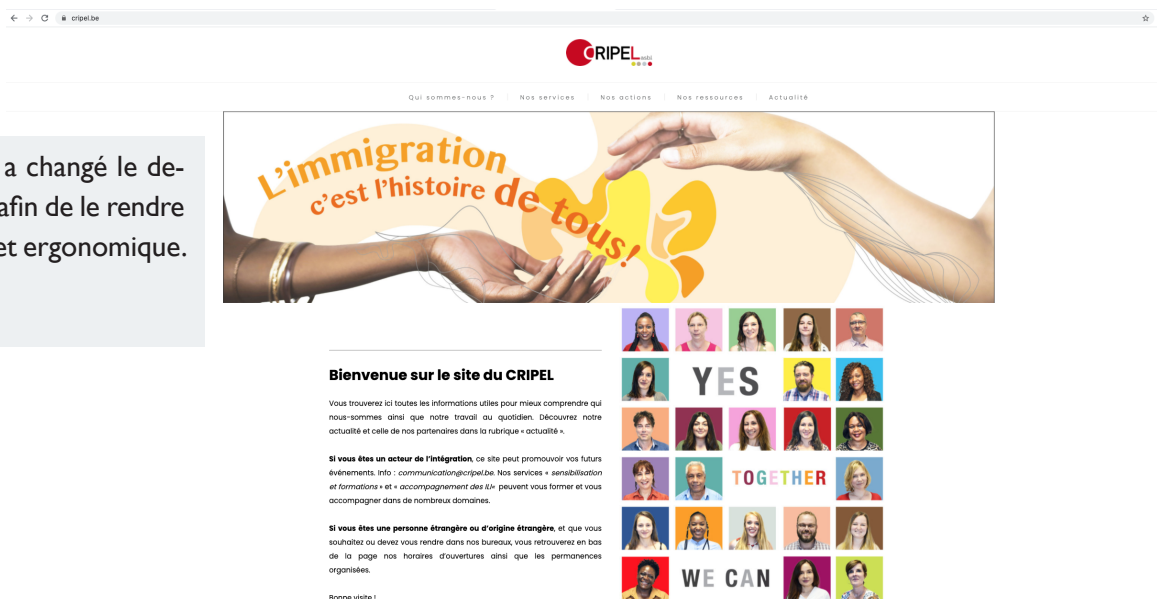 cripel.be
CRIPEL asbl
Qui sommes-nous ? Nos services Nos actions Nos ressources Actualité
a changé le de-
afin de le rendre
et ergonomique.
L'immigration
c'est l'histoire de tous!
Bienvenue sur le site du CRIPEL
Vous trouverez ici toutes les informations utiles pour mieux comprendre qui
nous-sommes ainsi que notre travail au quotidien. Découvrez notre
actualité et celle de nos partenaires dans la rubrique « actualité ».
Si vous êtes un acteur de l'intégration, ce site peut promouvoir vos futurs
événements. Info : communication@cripel.be. Nos services « sensibilisation
et formations » et « accompagnement des ILI« peuvent vous former et vous
accompagner dans de nombreux domaines.
Si vous êtes une personne étrangère ou d'origine étrangère, et que vous
souhaitez ou devez vous rendre dans nos bureaux, vous retrouverez en bas
de la page nos horaires d'ouvertures ainsi que les permanences
organisées.
Bonne visite !
YES
TOGETHER
WE CAN